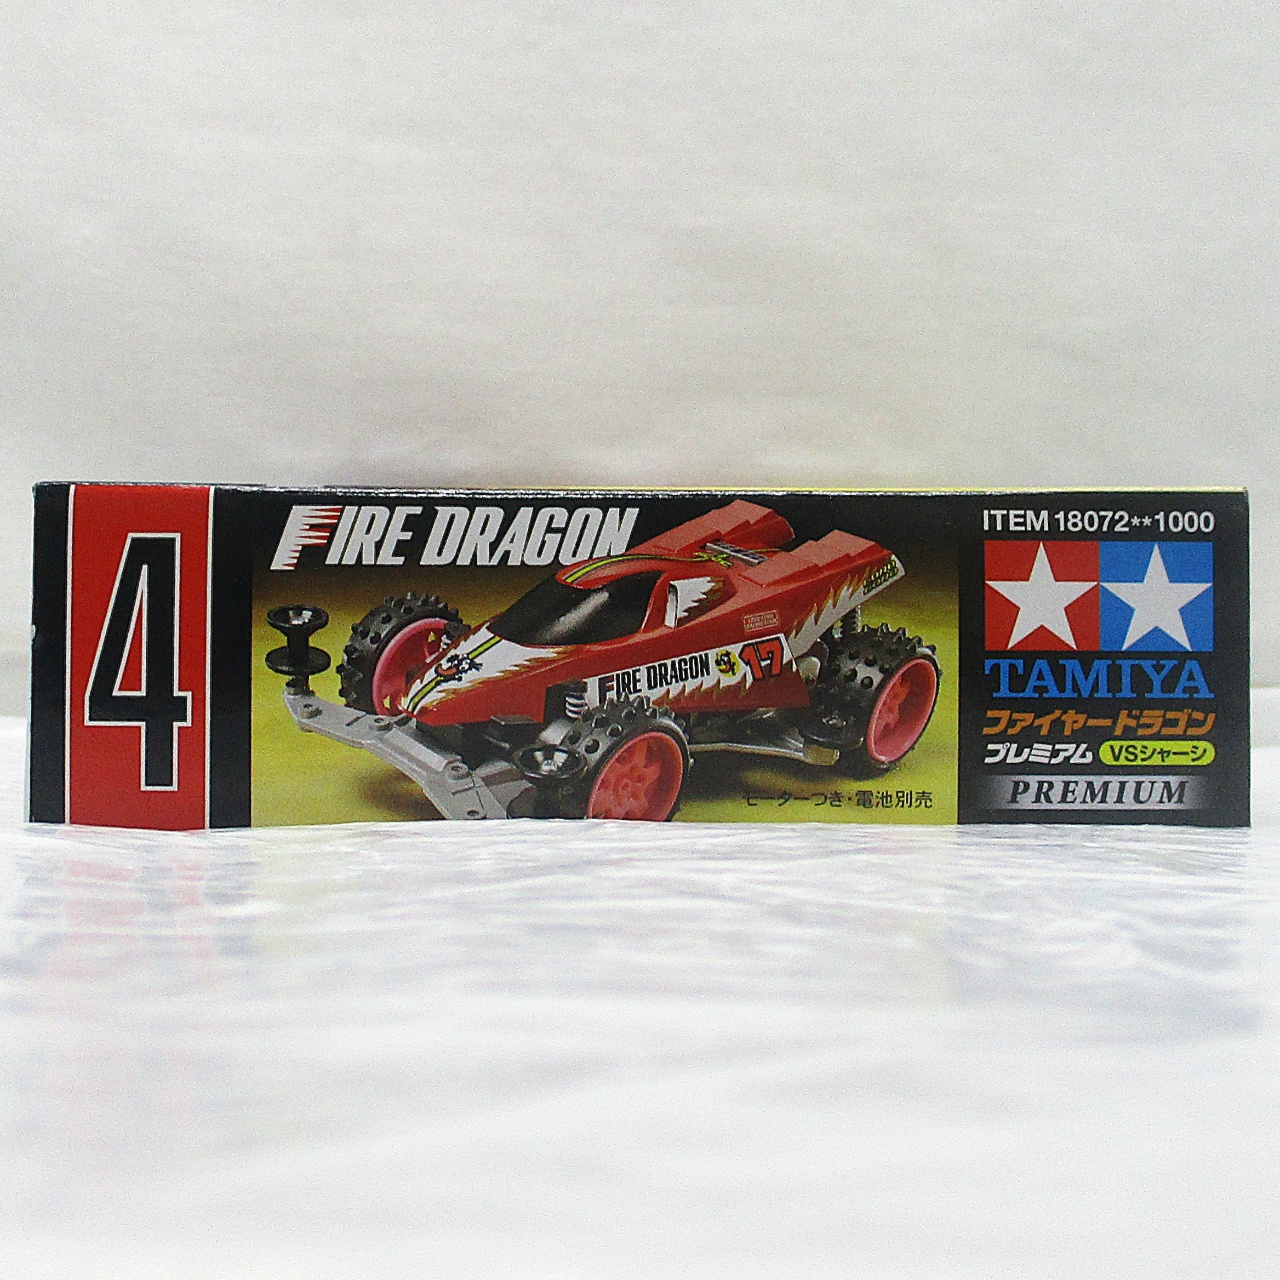 4
FIRE DRAGON
FIRE DRAGON 17
モーターつき・電池別売
ITEM 18072**1000
TAMIYA
ファイヤードラゴン
プレミアム VSシャーシ
PREMIUM